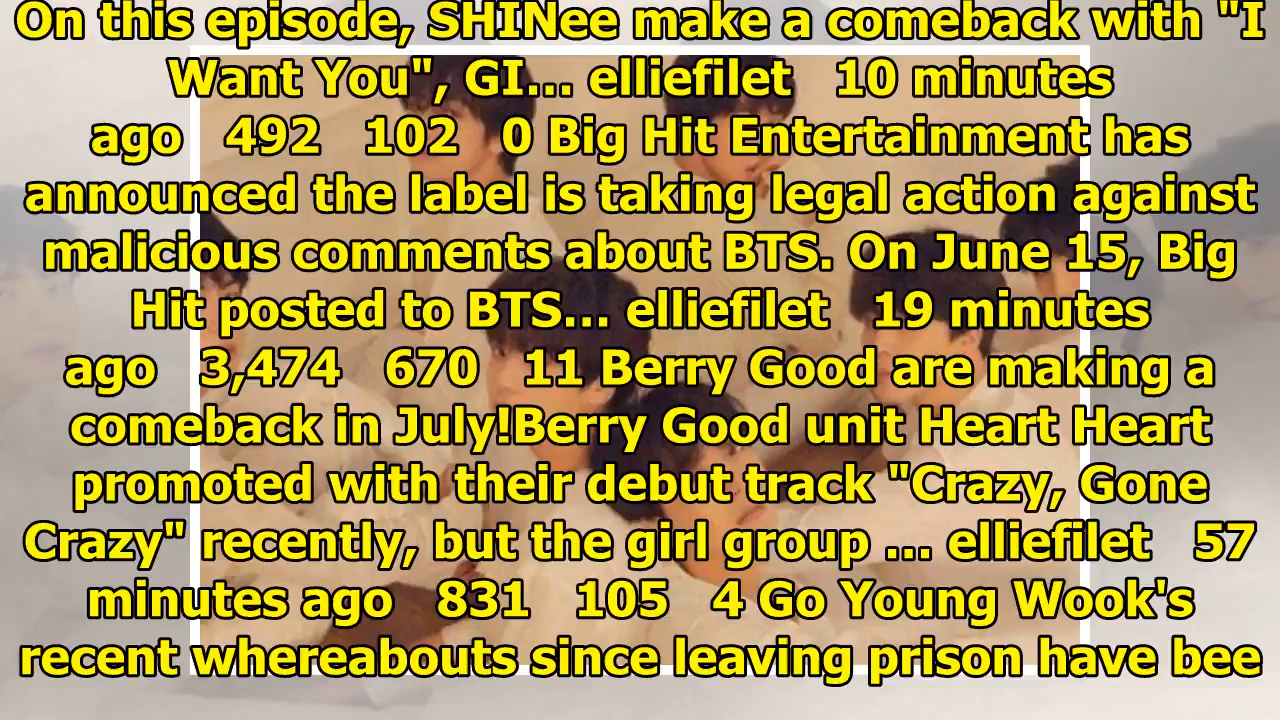 On this episode, SHINee make a comeback with "I
Want You", GI... elliefilet 10 minutes
ago 492 102 0 Big Hit Entertainment has
announced the label is taking legal action against
malicious comments about BTS. On June 15, Big
Hit posted to BTS... elliefilet 19 minutes
ago 3,474 670 11 Berry Good are making a
comeback in July!Berry Good unit Heart Heart
promoted with their debut track "Crazy, Gone
Crazy" recently, but the girl group ... elliefilet 57
minutes ago 831 105 4 Go Young Wook's
recent whereabouts since leaving prison have bee